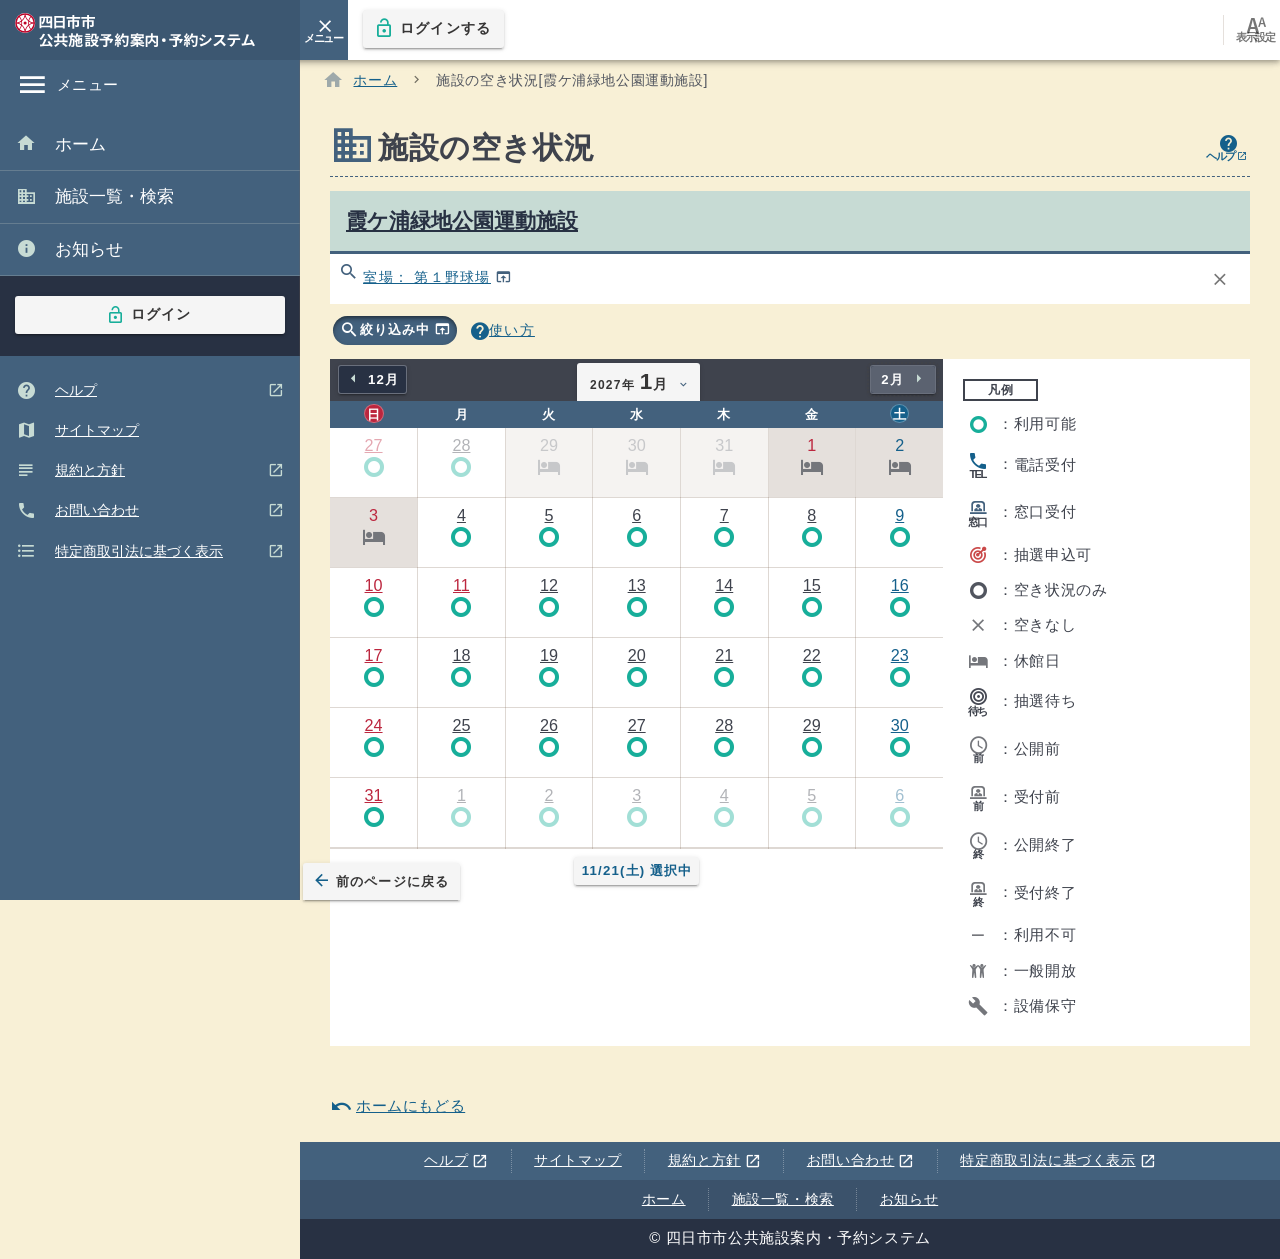 四日市市
公共施設予約案内・予約システム
メニュー
ホーム
施設一覧・検索
お知らせ
ログイン
ヘルプ
サイトマップ
規約と方針
お問い合わせ
特定商取引法に基づく表示
メニュー
ログインする
表示設定
ホーム 施設の空き状況[霞ケ浦緑地公園運動施設]
施設の空き状況
ヘルプ
霞ケ浦緑地公園運動施設
室場： 第１野球場
絞り込み中 使い方
12月 2027年 1月 2月
日 月 火 水 木 金 土
27 28 29 30 31 1 2
3 4 5 6 7 8 9
10 11 12 13 14 15 16
17 18 19 20 21 22 23
24 25 26 27 28 29 30
31 1 2 3 4 5 6
11/21(土) 選択中
前のページに戻る
凡例
：利用可能
TEL ：電話受付
窓口 ：窓口受付
：抽選申込可
：空き状況のみ
：空きなし
：休館日
待ち ：抽選待ち
前 ：公開前
前 ：受付前
終 ：公開終了
終 ：受付終了
：利用不可
：一般開放
：設備保守
ホームにもどる
ヘルプ サイトマップ 規約と方針 お問い合わせ 特定商取引法に基づく表示
ホーム 施設一覧・検索 お知らせ
© 四日市市公共施設案内・予約システム